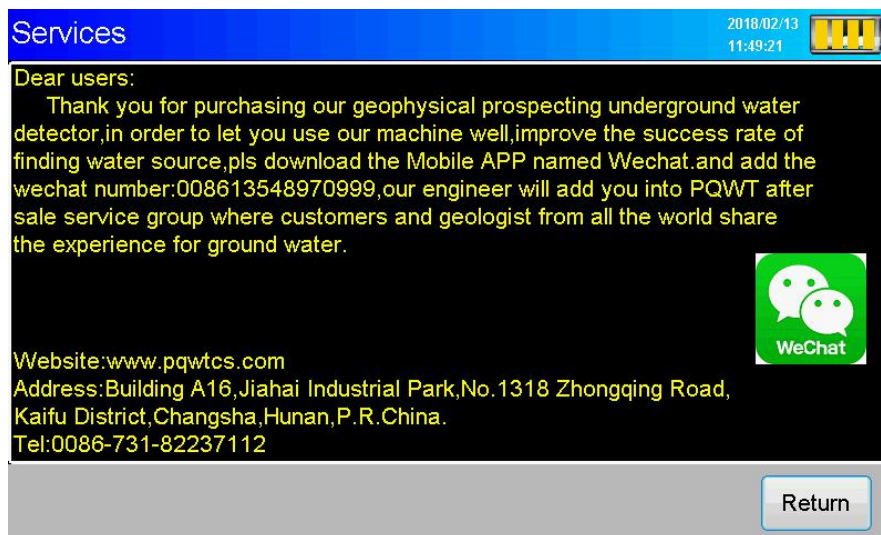 Services
2018/02/13
11:49:21
Dear users:
Thank you for purchasing our geophysical prospecting underground water
detector,in order to let you use our machine well,improve the success rate of
finding water source,pls download the Mobile APP named Wechat.and add the
wechat number:008613548970999,our engineer will add you into PQWT after
sale service group where customers and geologist from all the world share
the experience for ground water.
WeChat
Website:www.pqwtcs.com
Address:Building A16,Jiahai Industrial Park,No.1318 Zhongqing Road,
Kaifu District,Changsha,Hunan,P.R.China.
Tel:0086-731-82237112
Return